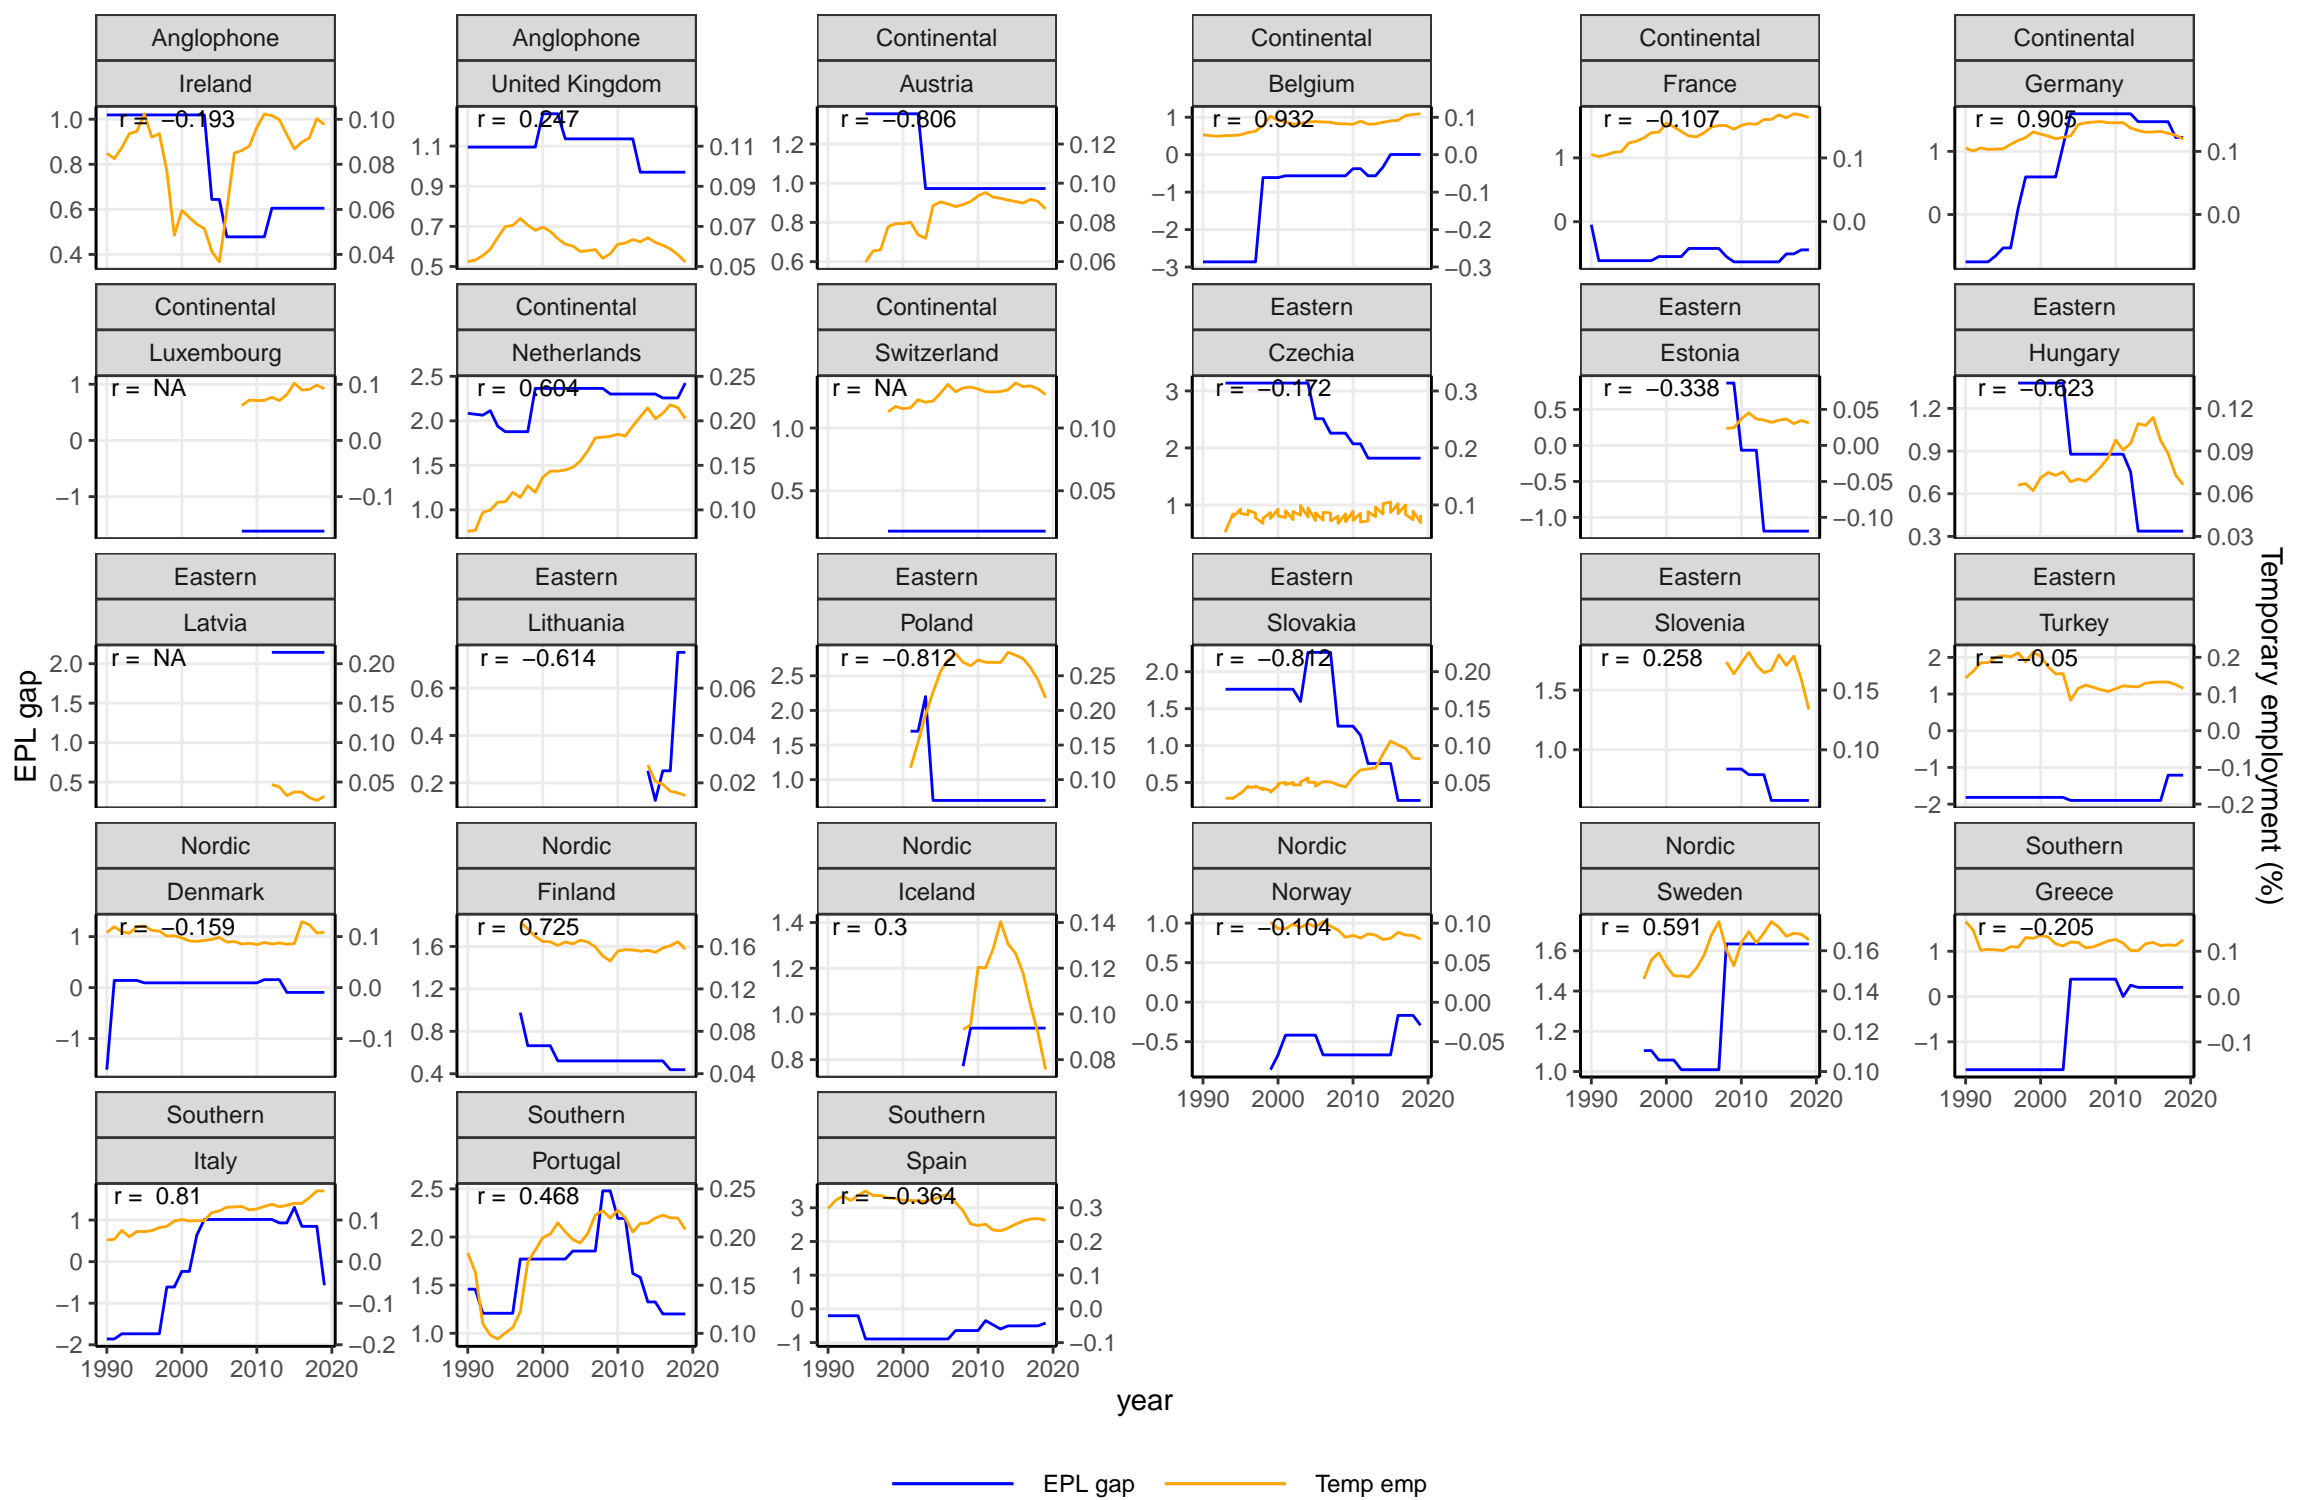 Anglophone Anglophone Continental Continental Continental Continental
Ireland United Kingdom Austria Belgium France Germany
r = −0.193 r = 0.247 r = −0.806 r = 0.932 r = −0.107 r = 0.905
1.0 0.8 0.6 0.4 0.10 0.08 0.06 0.04
1.1 0.9 0.7 0.5 0.11 0.09 0.07 0.05
1.2 1.0 0.8 0.6 0.12 0.10 0.08 0.06
1 0 −1 −2 −3 0.1 0.0 −0.1 −0.2 −0.3
1 0 0.1 0.0
1 0 0.1 0.0
Continental Continental Continental Eastern Eastern Eastern
Luxembourg Netherlands Switzerland Czechia Estonia Hungary
r = NA r = 0.604 r = NA r = −0.172 r = −0.338 r = −0.623
1 0 −1 0.1 0.0 −0.1
2.5 2.0 1.5 1.0 0.25 0.20 0.15 0.10
1.0 0.5 0.10 0.05
3 2 1 0.3 0.2 0.1
0.5 0.0 −0.5 −1.0 0.05 0.00 −0.05 −0.10
1.2 0.9 0.6 0.3 0.12 0.09 0.06 0.03
Eastern Eastern Eastern Eastern Eastern Eastern
Latvia Lithuania Poland Slovakia Slovenia Turkey
r = NA r = −0.614 r = −0.812 r = −0.812 r = 0.258 r = −0.05
2.0 1.5 1.0 0.5 0.20 0.15 0.10 0.05
0.6 0.4 0.2 0.06 0.04 0.02
2.5 2.0 1.5 1.0 0.25 0.20 0.15 0.10
2.0 1.5 1.0 0.5 0.20 0.15 0.10 0.05
1.5 1.0 0.15 0.10
2 1 0 −1 −2 0.2 0.1 0.0 −0.1 −0.2
EPL gap
Temporary employment (%)
Nordic Nordic Nordic Nordic Nordic Southern
Denmark Finland Iceland Norway Sweden Greece
r = −0.159 r = 0.725 r = 0.3 r = −0.104 r = 0.591 r = −0.205
1 0 −1 0.1 0.0 −0.1
1.6 1.2 0.8 0.4 0.16 0.12 0.08 0.04
1.4 1.2 1.0 0.8 0.14 0.12 0.10 0.08
1.0 0.5 0.0 −0.5 0.10 0.05 0.00 −0.05
1.6 1.4 1.2 1.0 0.16 0.14 0.12 0.10
1 0 −1 0.1 0.0 −0.1
1990 2000 2010 2020 1990 2000 2010 2020 1990 2000 2010 2020
Southern Southern Southern
Italy Portugal Spain
r = 0.81 r = 0.468 r = −0.364
1 0 −1 −2 0.1 0.0 −0.1 −0.2
2.5 2.0 1.5 1.0 0.25 0.20 0.15 0.10
3 2 1 0 −1 0.3 0.2 0.1 0.0 −0.1
1990 2000 2010 2020 1990 2000 2010 2020 1990 2000 2010 2020
year
EPL gap Temp emp